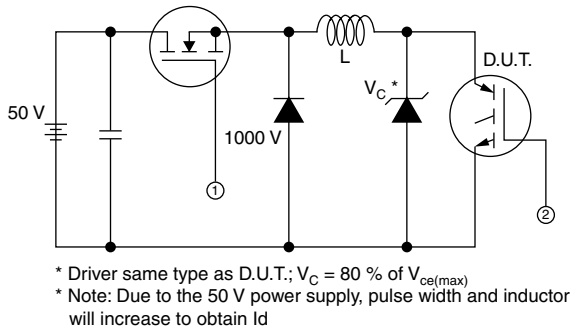 D.U.T.
L
V_C *
50 V
1000 V
①
②
* Driver same type as D.U.T.; V_C = 80 % of V_ce(max)
* Note: Due to the 50 V power supply, pulse width and inductor
will increase to obtain Id